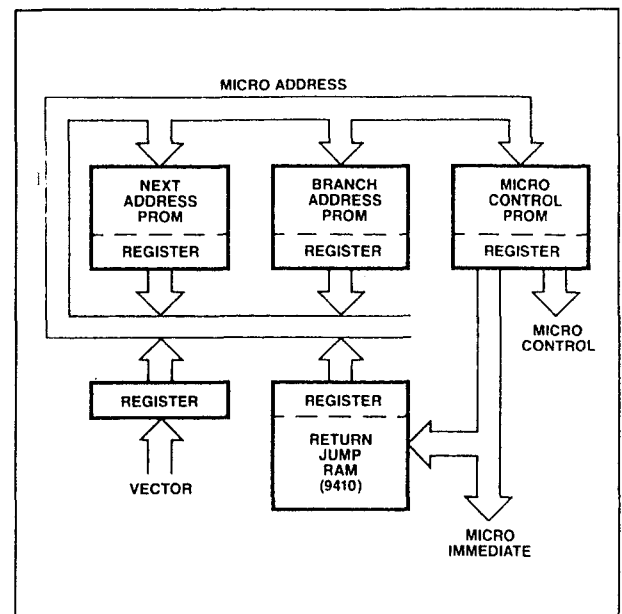 MICRO ADDRESS
NEXT
ADDRESS
PROM
REGISTER
BRANCH
ADDRESS
PROM
REGISTER
MICRO
CONTROL
PROM
REGISTER
MICRO
CONTROL
REGISTER
VECTOR
REGISTER
RETURN
JUMP
RAM
(9410)
MICRO
IMMEDIATE